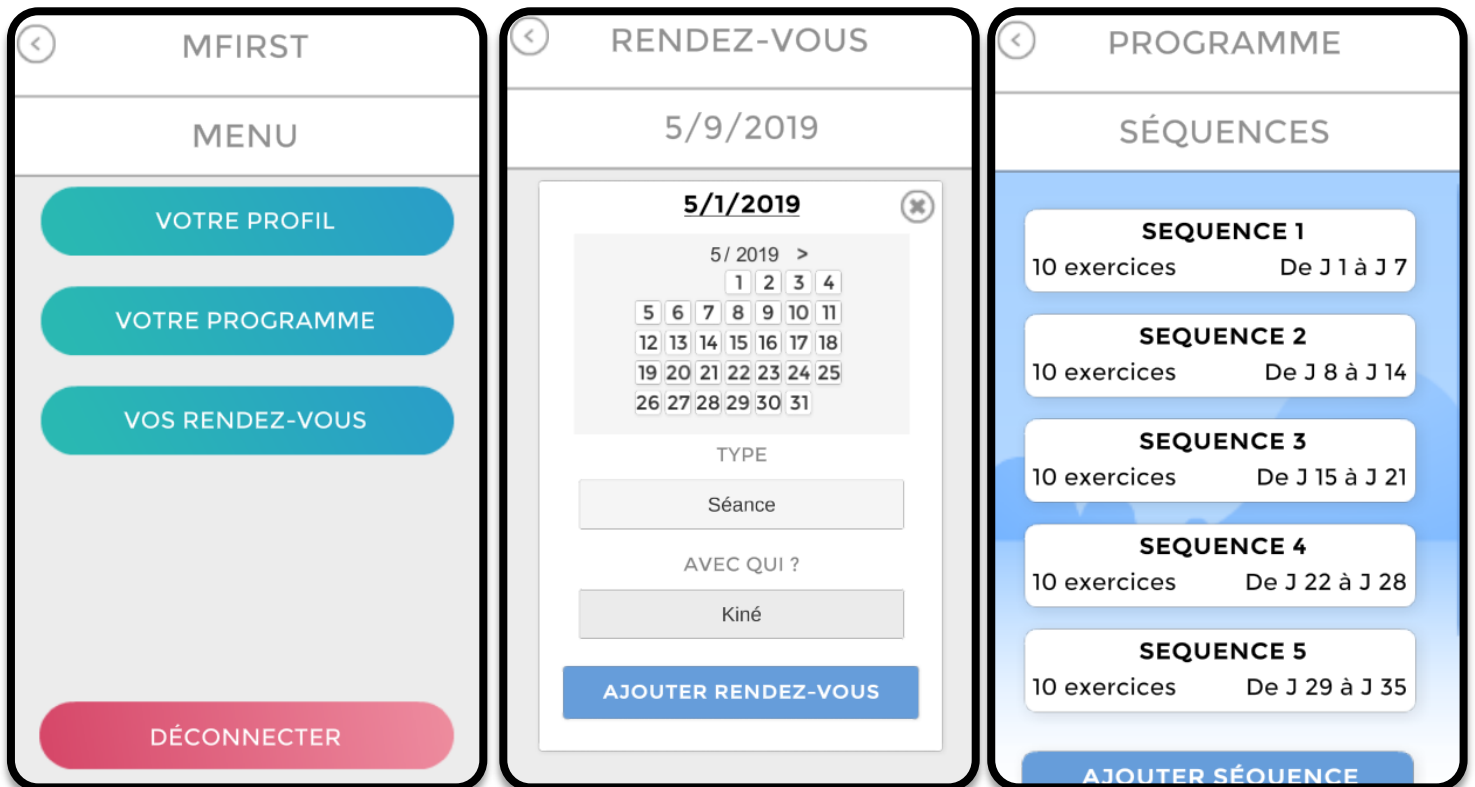 MFIRST
MENU
VOTRE PROFIL
VOTRE PROGRAMME
VOS RENDEZ-VOUS
DÉCONNECTER
RENDEZ-VOUS
5/9/2019
5/1/2019
5/ 2019 >
1 2 3 4
5 6 7 8 9 10 11
12 13 14 15 16 17 18
19 20 21 22 23 24 25
26 27 28 29 30 31
TYPE
Séance
AVEC QUI ?
Kiné
AJOUTER RENDEZ-VOUS
PROGRAMME
SÉQUENCES
SEQUENCE 1
10 exercices De J 1 à J 7
SEQUENCE 2
10 exercices De J 8 à J 14
SEQUENCE 3
10 exercices De J 15 à J 21
SEQUENCE 4
10 exercices De J 22 à J 28
SEQUENCE 5
10 exercices De J 29 à J 35
AJOUTER SÉQUENCE